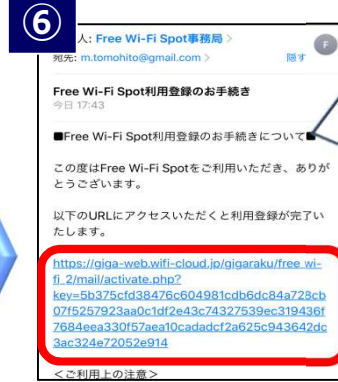 ⑥
人: Free Wi-Fi Spot事務局 >
宛先: m.tomohito@gmail.com >
隠す
F
Free Wi-Fi Spot利用登録のお手続き
今日 17:43
■Free Wi-Fi Spot利用登録のお手続きについて■
この度はFree Wi-Fi Spotをご利用いただき、ありが
とうございます。
以下のURLにアクセスいただくと利用登録が完了い
たします。
https://giga-web.wifi-cloud.jp/gigaraku/free_wi-
fi_2/mail/activate.php?
key=5b375cfd38476c604981cdb6dc84a728cb
07f5257923aa0c1df2e43c74327539ec319436f
7684eea330f57aea10cadadcf2a625c943642dc
3ac324e72052e914
<ご利用上の注意>